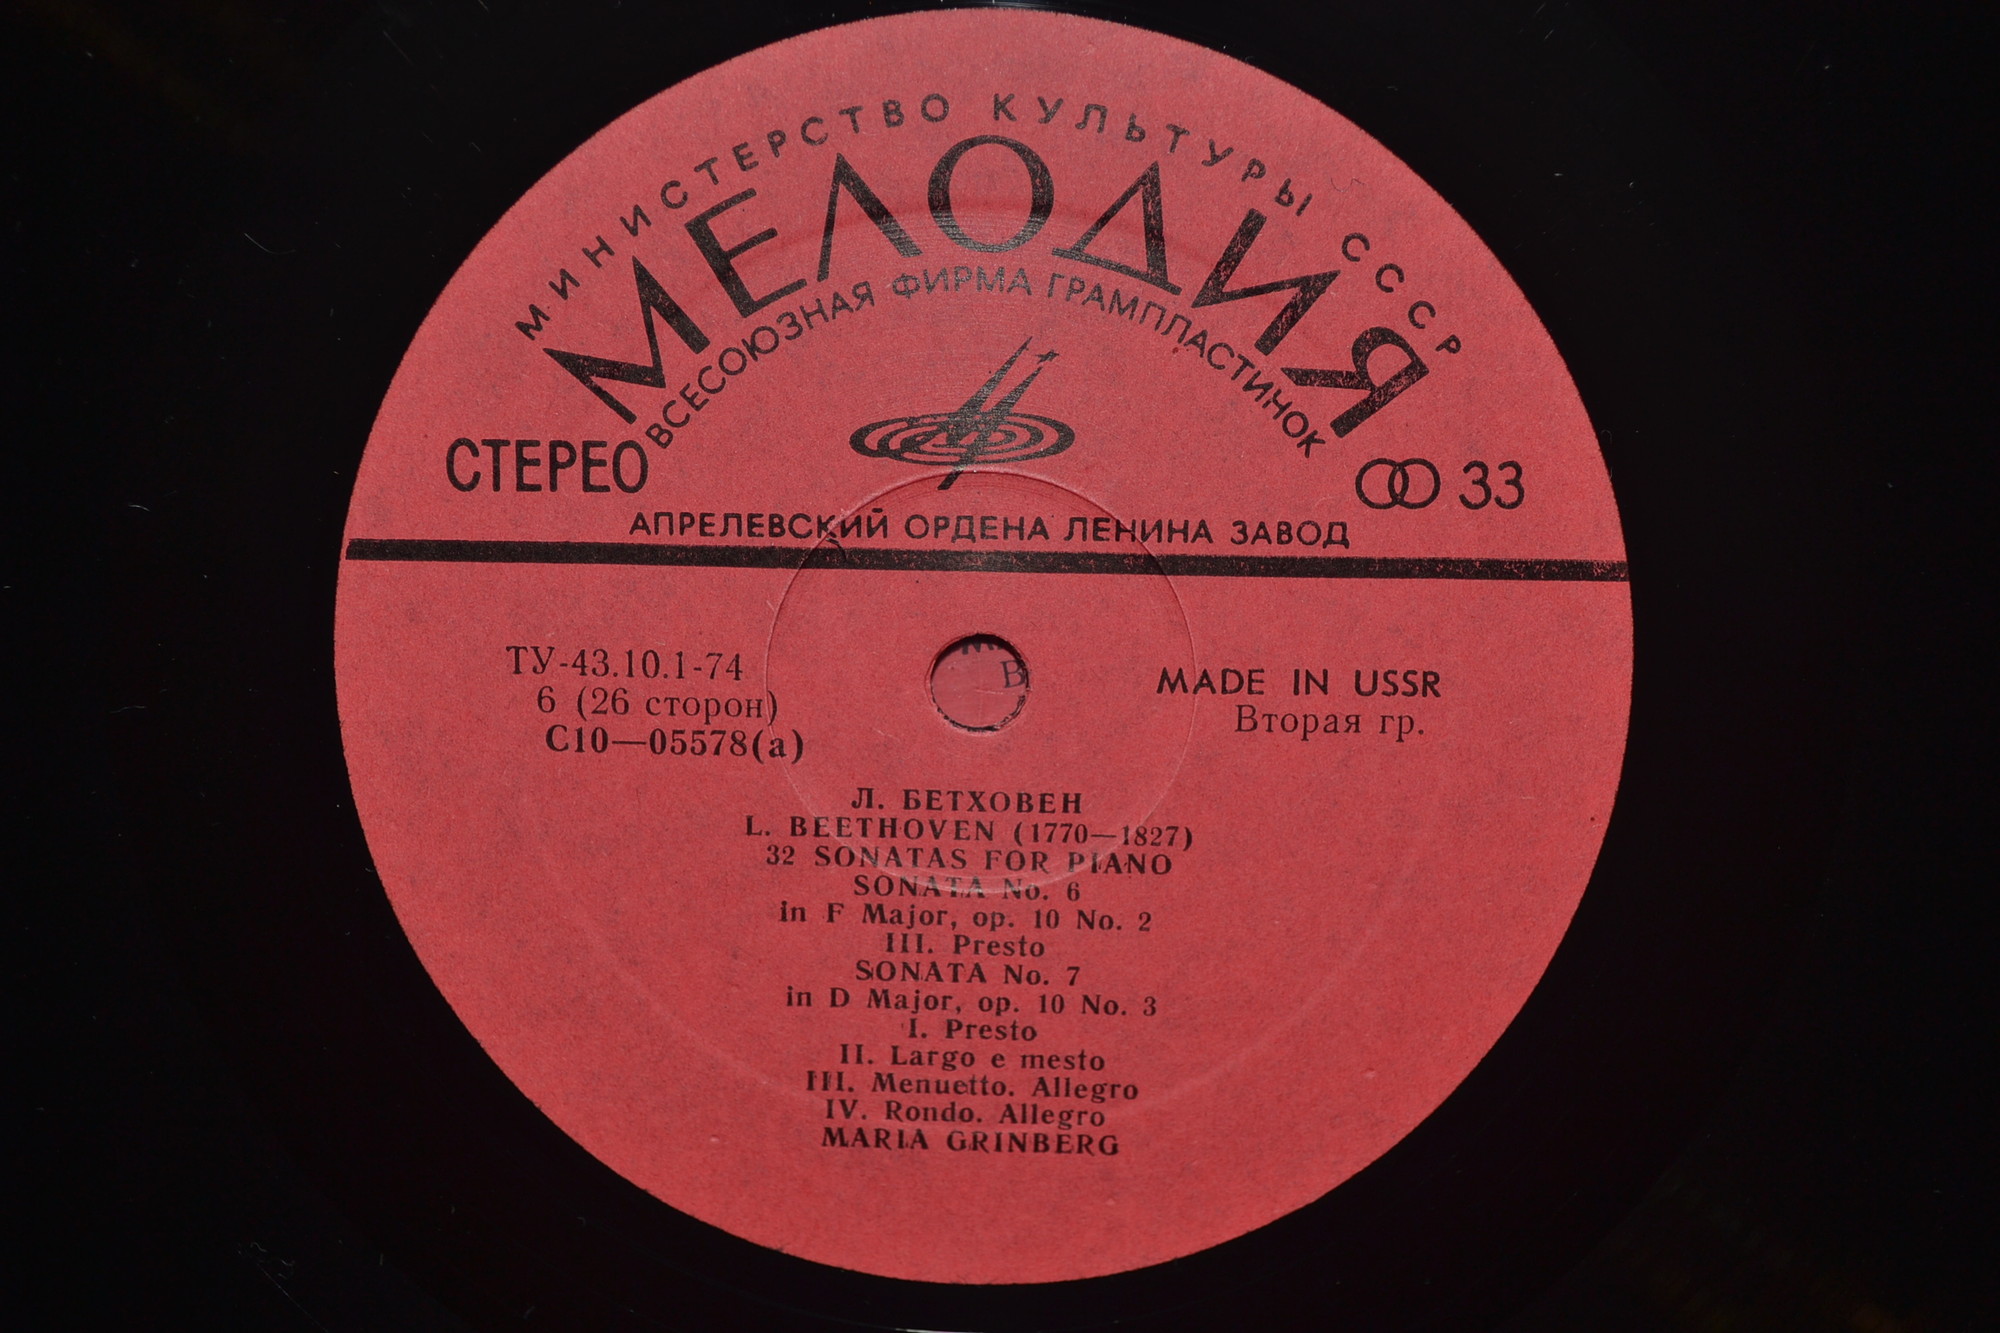 МИНИСТЕРСТВО КУЛЬТУРЫ СССР
МЕЛОДИЯ
ВСЕСОЮЗНАЯ ФИРМА ГРАМПЛАСТИНОК
СТЕРЕО
33
АПРЕЛЕВСКИЙ ОРДЕНА ЛЕНИНА ЗАВОД
ТУ-43.10.1-74
6 (26 сторон)
С10—05578(а)
MADE IN USSR
Вторая гр.
Л. БЕТХОВЕН
L. BEETHOVEN (1770—1827)
32 SONATAS FOR PIANO
SONATA No. 6
in F Major, op. 10 No. 2
III. Presto
SONATA No. 7
in D Major, op. 10 No. 3
I. Presto
II. Largo e mesto
III. Menuetto. Allegro
IV. Rondo. Allegro
MARIA GRINBERG